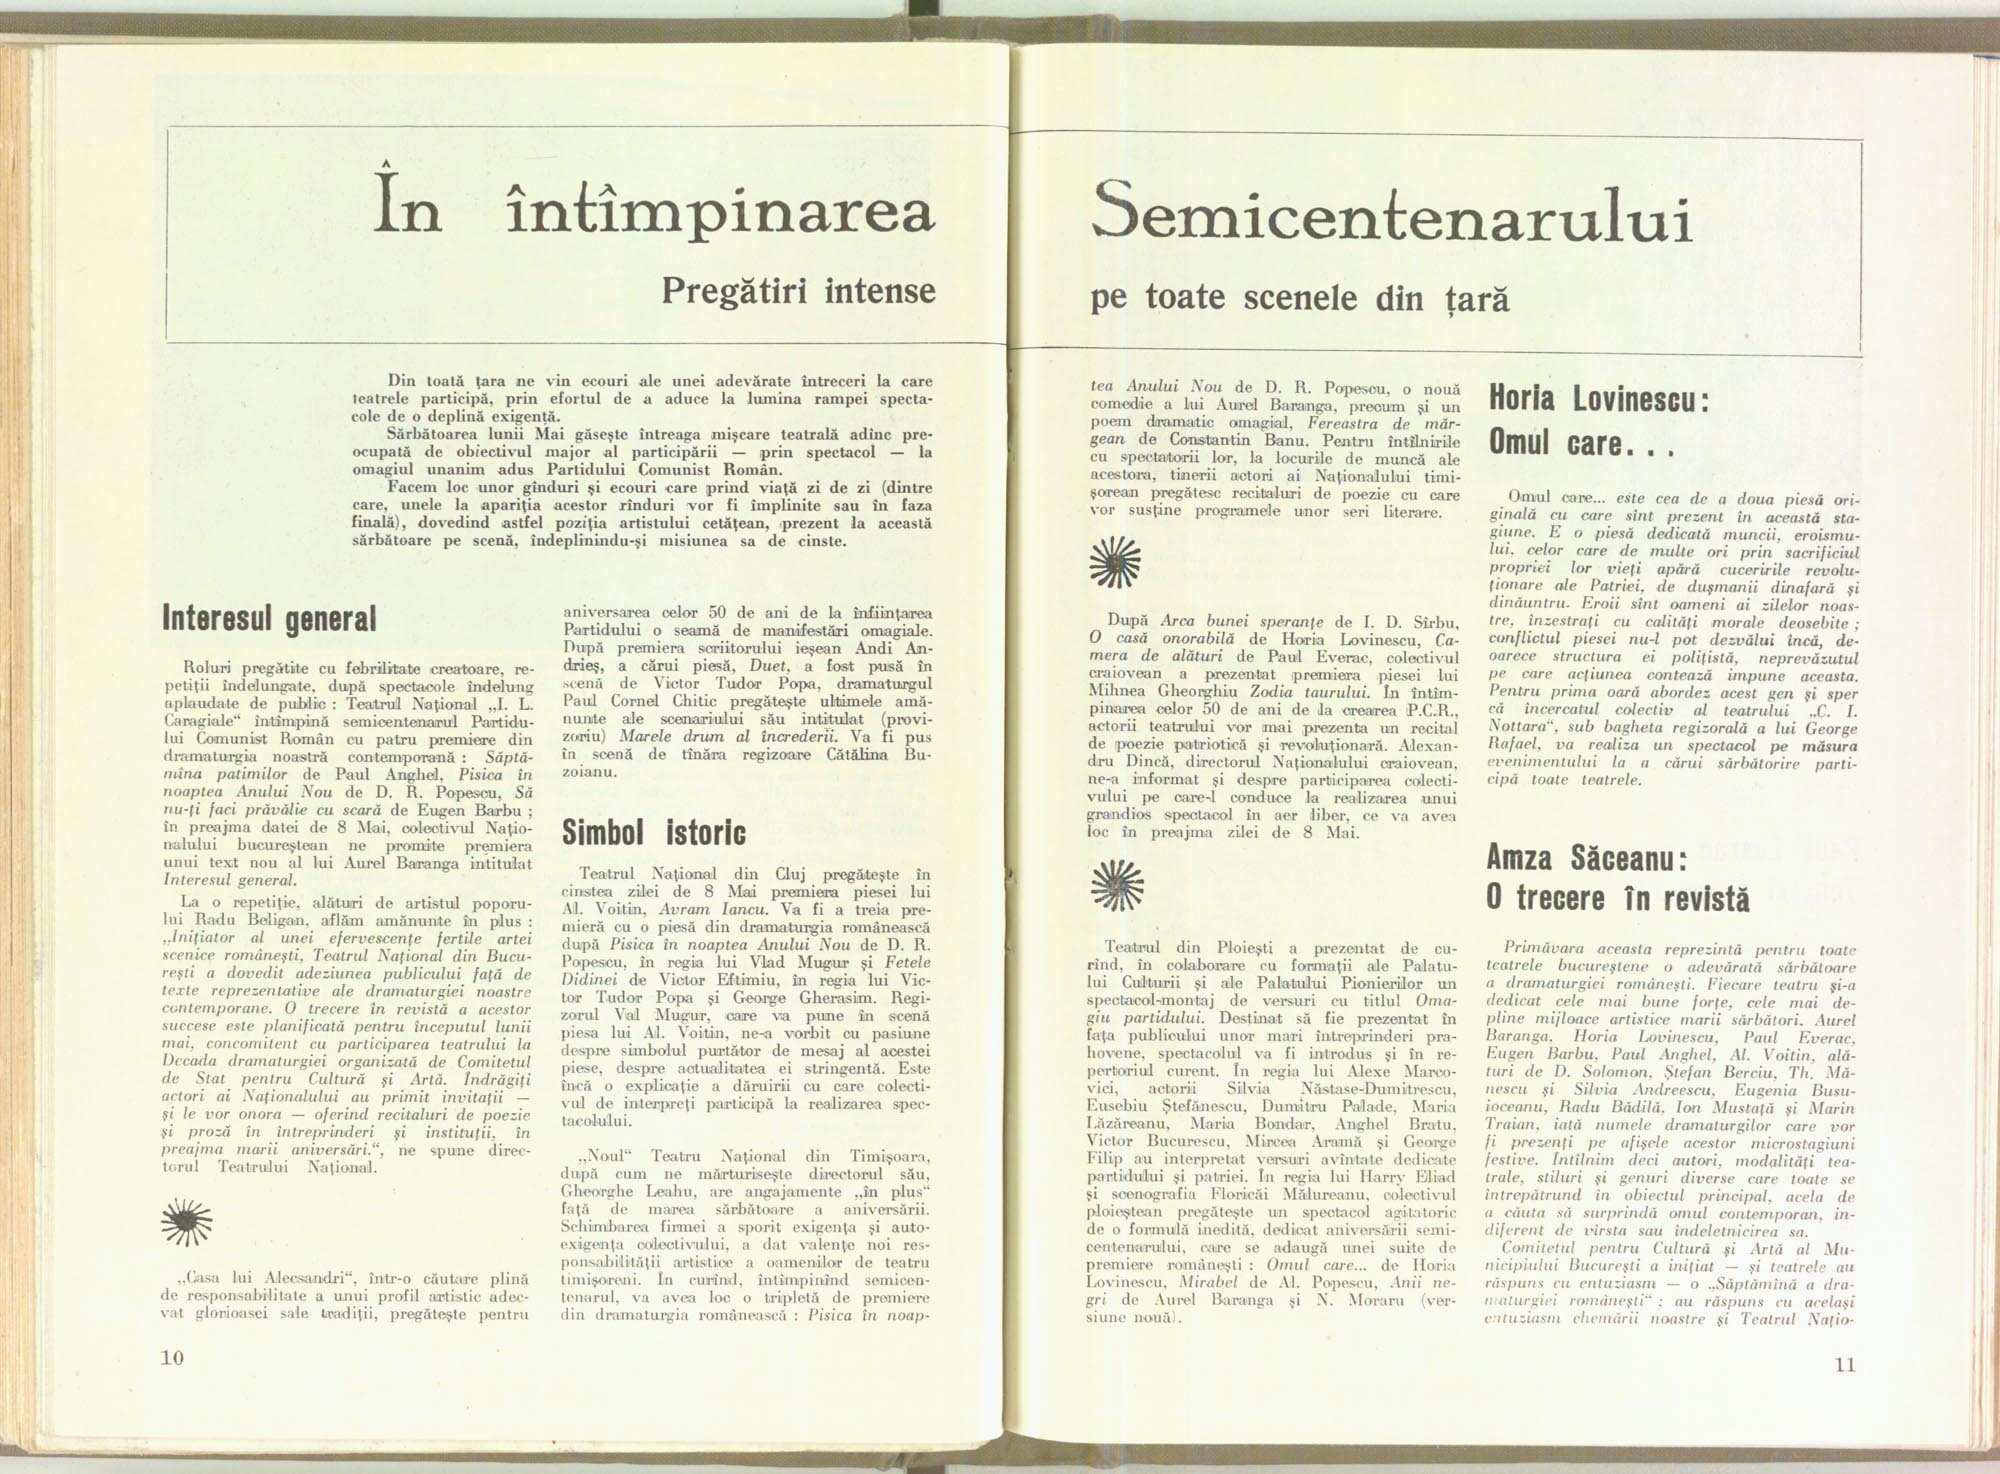 În întîmpinarea
Pregătiri intense
Din toată țara ne vin ecouri ale unei adevărate întreceri la care
teatrele participă, prin efortul de a aduce la lumina rampei specta-
cole de o deplină exigență.
Sărbătoarea lunii Mai găsește întreaga mișcare teatrală adînc pre-
ocupată de obiectivul major al participării — prin spectacol — la
omagiul unanim adus Partidului Comunist Român.
Facem loc unor gînduri și ecouri care prind viață zi de zi (dintre
care, unele la apariția acestor rînduri vor fi împlinite sau în faza
finală), dovedind astfel poziția artistului cetățean, prezent la această
sărbătoare pe scenă, îndeplinindu-și misiunea sa de cinste.
Interesul general
Roluri pregătite cu febrilitate creatoare, re-
petiții îndelungate, după spectacole îndelung
aplaudate de public : Teatrul Național „I. L.
Caragiale“ întîmpină semicentenarul Partidu-
lui Comunist Român cu patru premiere din
dramaturgia noastră contemporană : Săptă-
mîna patimilor de Paul Anghel, Pisica în
noaptea Anului Nou de D. R. Popescu, Să
nu-ți faci prăvălie cu scară de Eugen Barbu ;
în preajma datei de 8 Mai, colectivul Națio-
nalului bucureștean ne promite premiera
unui text nou al lui Aurel Baranga intitulat
Interesul general.
La o repetiție, alături de artistul poporu-
lui Radu Beligan, aflăm amănunte în plus :
„Inițiator al unei efervescențe fertile artei
scenice românești, Teatrul Național din Bucu-
rești a dovedit adeziunea publicului față de
texte reprezentative ale dramaturgiei noastre
contemporane. O trecere în revistă a acestor
succese este planificată pentru începutul lunii
mai, concomitent cu participarea teatrului la
Decada dramaturgiei organizată de Comitetul
de Stat pentru Cultură și Artă. Îndrăgiți
actori ai Naționalului au primit invitații —
și le vor onora — oferind recitaluri de poezie
și proză în întreprinderi și instituții, în
preajma marii aniversări.“, ne spune direc-
torul Teatrului Național.
„Casa lui Alecsandri“, într-o căutare plină
de responsabilitate a unui profil artistic adec-
vat glorioasei sale tradiții, pregătește pentru
aniversarea celor 50 de ani de la înființarea
Partidului o seamă de manifestări omagiale.
După premiera scriitorului ieșean Andi An-
drieș, a cărui piesă, Duet, a fost pusă în
scenă de Victor Tudor Popa, dramaturgul
Paul Cornel Chitic pregătește ultimele amă-
nunte ale scenariului său intitulat (provi-
zoriu) Marele drum al încrederii. Va fi pus
în scenă de tînăra regizoare Cătălina Bu-
zoianu.
Simbol istoric
Teatrul Național din Cluj pregătește în
cinstea zilei de 8 Mai premiera piesei lui
Al. Voitin, Avram Iancu. Va fi a treia pre-
mieră cu o piesă din dramaturgia românească
după Pisica în noaptea Anului Nou de D. R.
Popescu, în regia lui Vlad Mugur și Fetele
Didinei de Victor Eftimiu, în regia lui Vic-
tor Tudor Popa și George Gherasim. Regi-
zorul Val Mugur, care va pune în scenă
piesa lui Al. Voitin, ne-a vorbit cu pasiune
despre simbolul purtător de mesaj al acestei
piese, despre actualitatea ei stringentă. Este
încă o explicație a dăruirii cu care colecti-
vul de interpreți participă la realizarea spec-
tacolului.
„Noul“ Teatru Național din Timișoara,
după cum ne mărturisește directorul său,
Gheorghe Leahu, are angajamente „în plus“
față de marea sărbătoare a aniversării.
Schimbarea firmei a sporit exigența și auto-
exigența colectivului, a dat valențe noi res-
ponsabilității artistice a oamenilor de teatru
timișoreni. În curînd, întîmpinînd semicen-
tenarul, va avea loc o tripletă de premiere
din dramaturgia românească : Pisica în noap-
10
Semicentenarului
pe toate scenele din țară
tea Anului Nou de D. R. Popescu, o nouă
comedie a lui Aurel Baranga, precum și un
poem dramatic omagial, Fereastra de măr-
gean de Constantin Banu. Pentru întîlnirile
cu spectatorii lor, la locurile de muncă ale
acestora, tinerii actori ai Naționalului timi-
șorean pregătesc recitaluri de poezie cu care
vor susține programele unor seri literare.
După Arca bunei speranțe de I. D. Sîrbu,
O casă onorabilă de Horia Lovinescu, Ca-
mera de alături de Paul Everac, colectivul
craiovean a prezentat premiera piesei lui
Mihnea Gheorghiu Zodia taurului. În întîm-
pinarea celor 50 de ani de la crearea P.C.R.,
actorii teatrului vor mai prezenta un recital
de poezie patriotică și revoluționară. Alexan-
dru Dincă, directorul Naționalului craiovean,
ne-a informat și despre participarea colecti-
vului pe care-l conduce la realizarea unui
grandios spectacol în aer liber, ce va avea
loc în preajma zilei de 8 Mai.
Teatrul din Ploiești a prezentat de cu-
rînd, în colaborare cu formații ale Palatu-
lui Culturii și ale Palatului Pionierilor un
spectacol-montaj de versuri cu titlul Oma-
giu partidului. Destinat să fie prezentat în
fața publicului unor mari întreprinderi pra-
hovene, spectacolul va fi introdus și în re-
pertoriul curent. În regia lui Alexe Marco-
vici, actorii Silvia Năstase-Dumitrescu,
Eusebiu Ștefănescu, Dumitru Palade, Maria
Lăzăreanu, Maria Bondar, Anghel Bratu,
Victor Bucurescu, Mircea Aramă și George
Filip au interpretat versuri avîntate dedicate
partidului și patriei. În regia lui Harry Eliad
și scenografia Floricăi Mălureanu, colectivul
ploieștean pregătește un spectacol agitatoric
de o formulă inedită, dedicat aniversării semi-
centenarului, care se adaugă unei suite de
premiere românești : Omul care... de Horia
Lovinescu, Mirabel de Al. Popescu, Anii ne-
gri de Aurel Baranga și N. Moraru (ver-
siune nouă).
Horia Lovinescu:
Omul care...
Omul care... este cea de a doua piesă ori-
ginală cu care sînt prezent în această sta-
giune. E o piesă dedicată muncii, eroismu-
lui, celor care de multe ori prin sacrificiul
propriei lor vieți apără cuceririle revolu-
ționare ale Patriei, de dușmanii dinafară și
dinăuntru. Eroii sînt oameni ai zilelor noas-
tre, înzestrați cu calități morale deosebite ;
conflictul piesei nu-l pot dezvălui încă, de-
oarece structura ei polițistă, neprevăzutul
pe care acțiunea contează impune aceasta.
Pentru prima oară abordez acest gen și sper
că încercatul colectiv al teatrului „C. I.
Nottara“, sub bagheta regizorală a lui George
Rafael, va realiza un spectacol pe măsura
evenimentului la a cărui sărbătorire parti-
cipă toate teatrele.
Amza Săceanu:
O trecere în revistă
Primăvara aceasta reprezintă pentru toate
teatrele bucureștene o adevărată sărbătoare
a dramaturgiei românești. Fiecare teatru și-a
dedicat cele mai bune forțe, cele mai de-
pline mijloace artistice marii sărbători. Aurel
Baranga, Horia Lovinescu, Paul Everac,
Eugen Barbu, Paul Anghel, Al. Voitin, ală-
turi de D. Solomon, Ștefan Berciu, Th. Mă-
nescu și Silvia Andreescu, Eugenia Busu-
ioceanu, Radu Bădilă, Ion Mustață și Marin
Traian, iată numele dramaturgilor care vor
fi prezenți pe afișele acestor microstagiuni
festive. Întîlnim deci autori, modalități tea-
trale, stiluri și genuri diverse care toate se
întrepătrund în obiectul principal, acela de
a căuta să surprindă omul contemporan, in-
diferent de vîrsta sau îndeletnicirea sa.
Comitetul pentru Cultură și Artă al Mu-
nicipiului București a inițiat — și teatrele au
răspuns cu entuziasm — o „Săptămînă a dra-
maturgiei românești“ ; au răspuns cu același
entuziasm chemării noastre și Teatrul Națio-
11